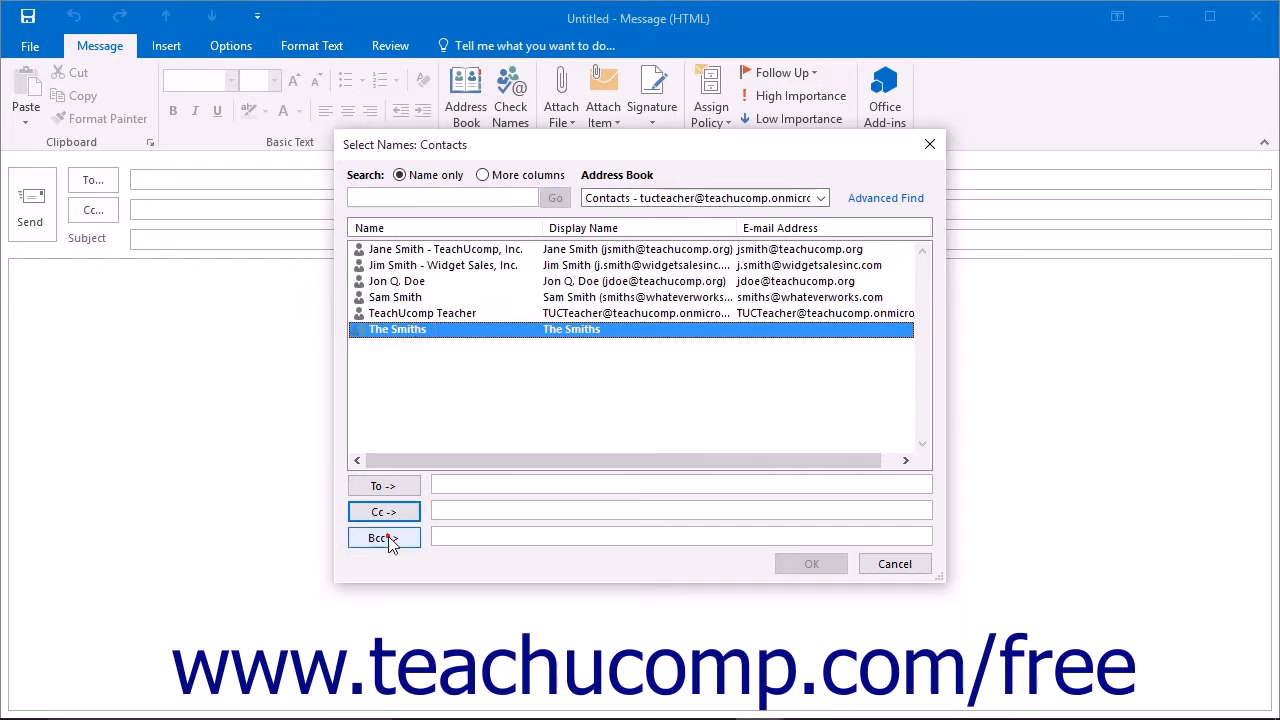 Untitled - Message (HTML)
File Message Insert Options Format Text Review Tell me what you want to do...
Paste
Cut
Copy
Format Painter
Clipboard
B I U A
Basic Text
Address Book
Check Names
Attach File
Attach Item
Signature
Assign Policy
Follow Up
High Importance
Low Importance
Office Add-ins
Send
To...
Cc...
Subject
Select Names: Contacts
Search: Name only More columns Address Book
Go Contacts - tucteacher@teachucomp.onmicrc Advanced Find
Name Display Name E-mail Address
Jane Smith - TeachUcomp, Inc. Jane Smith (jsmith@teachucomp.org) jsmith@teachucomp.org
Jim Smith - Widget Sales, Inc. Jim Smith (j.smith@widgetsalesinc.... j.smith@widgetsalesinc.com
Jon Q. Doe Jon Q. Doe (jdoe@teachucomp.org) jdoe@teachucomp.org
Sam Smith Sam Smith (smiths@whateverworks... smiths@whateverworks.com
TeachUcomp Teacher TUCTeacher@teachucomp.onmicro... TUCTeacher@teachucomp.onmicro
The Smiths The Smiths
To ->
Cc ->
Bcc ->
OK Cancel
www.teachucomp.com/free